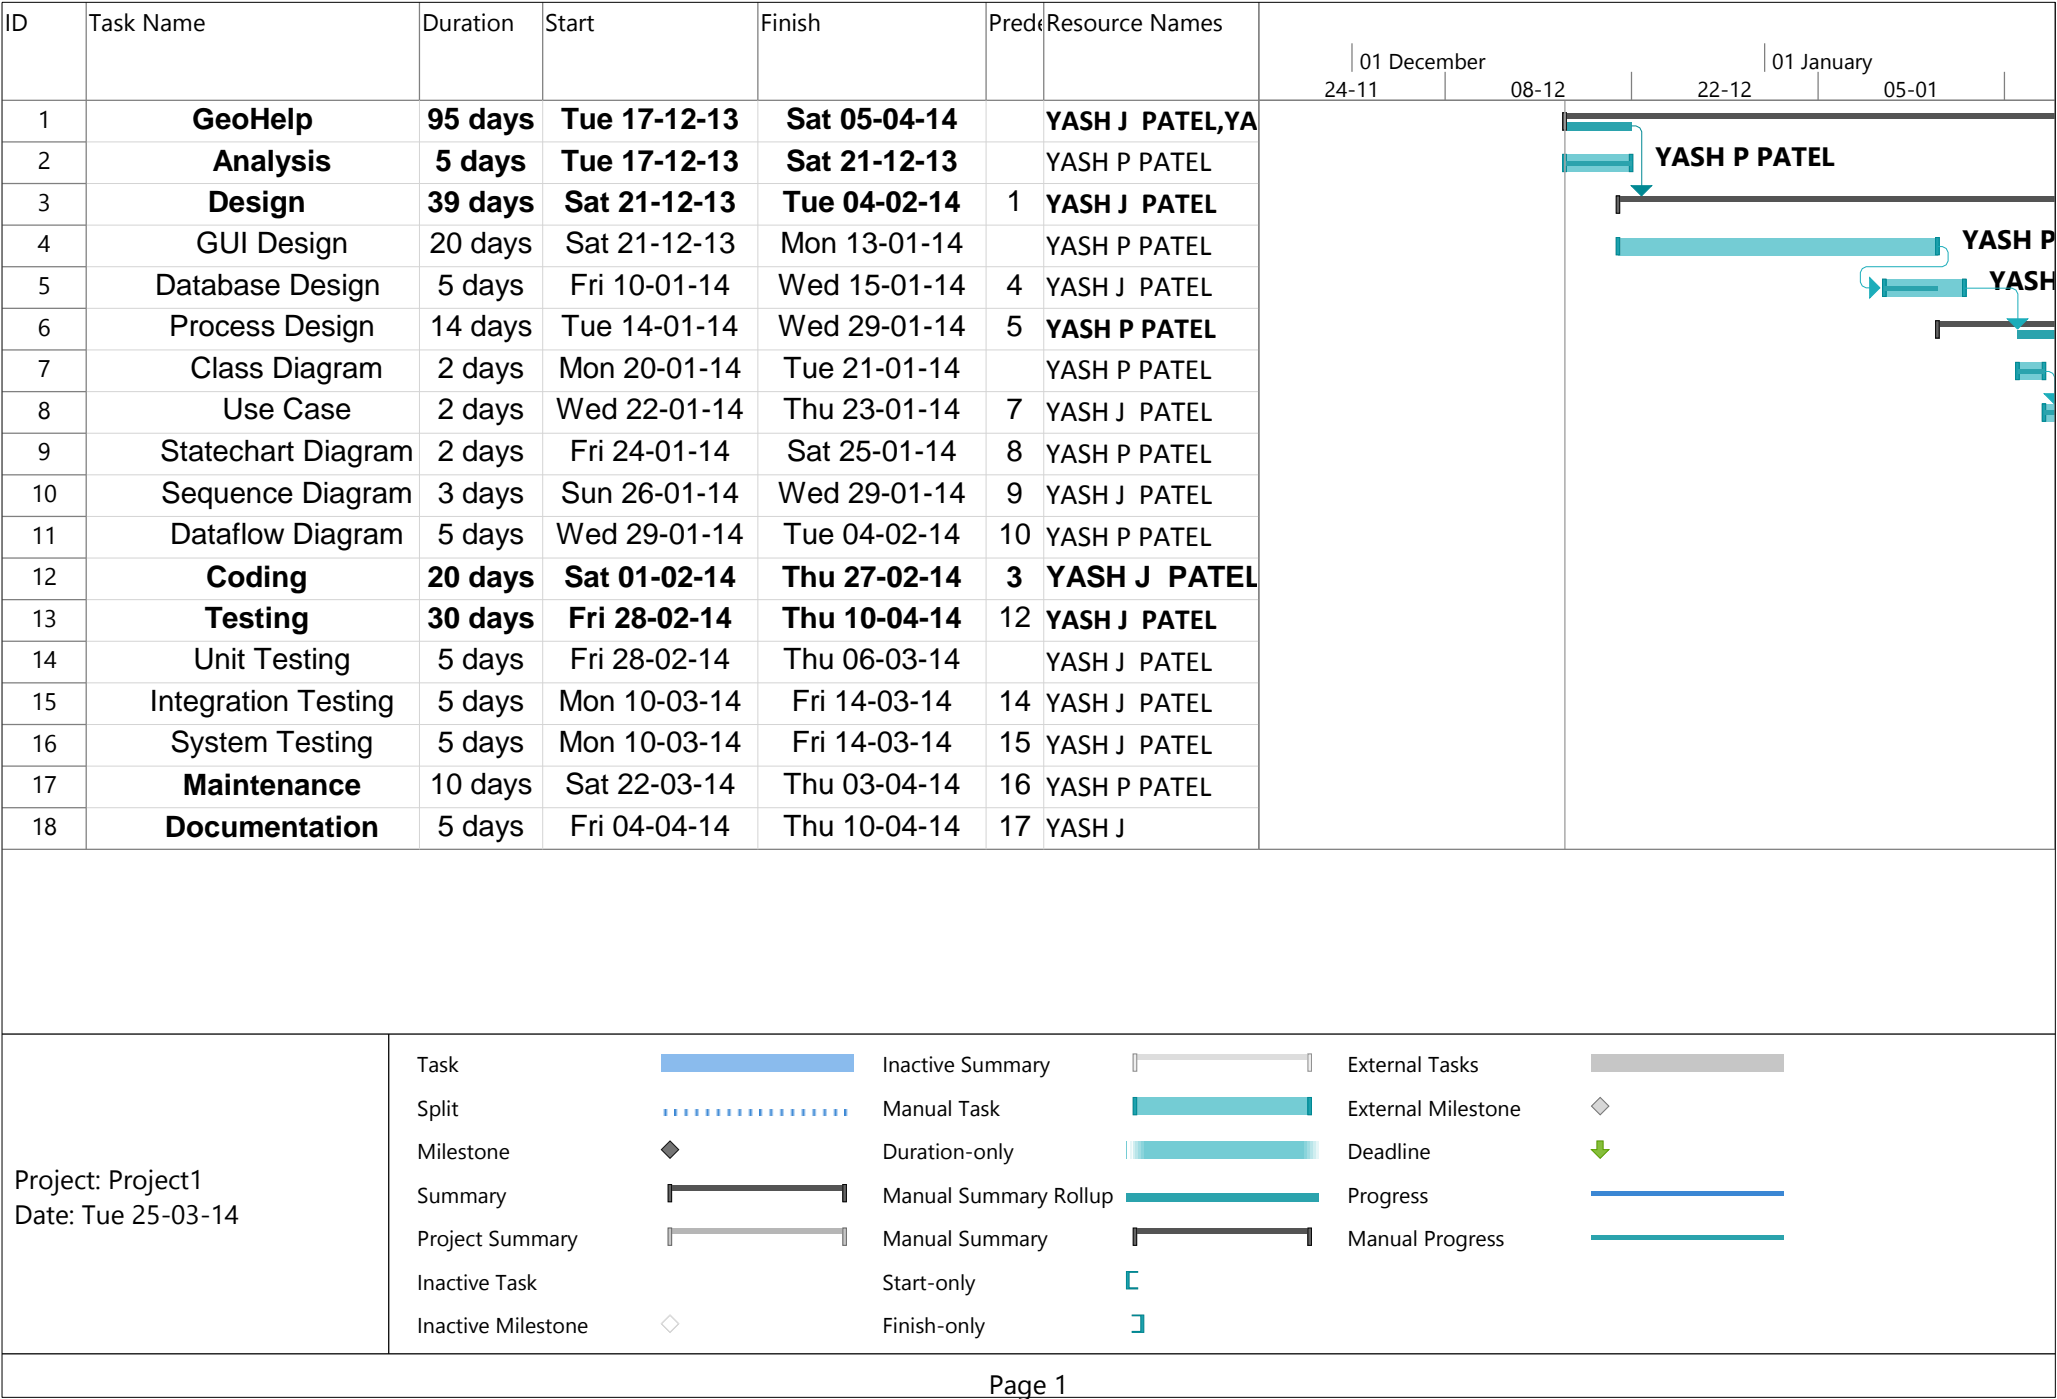 ID Task Name Duration Start Finish Prede Resource Names
01 December 01 January
24-11 08-12 22-12 05-01
1 GeoHelp 95 days Tue 17-12-13 Sat 05-04-14 YASH J PATEL,YA
2 Analysis 5 days Tue 17-12-13 Sat 21-12-13 YASH P PATEL YASH P PATEL
3 Design 39 days Sat 21-12-13 Tue 04-02-14 1 YASH J PATEL
4 GUI Design 20 days Sat 21-12-13 Mon 13-01-14 YASH P PATEL YASH P
5 Database Design 5 days Fri 10-01-14 Wed 15-01-14 4 YASH J PATEL YASH
6 Process Design 14 days Tue 14-01-14 Wed 29-01-14 5 YASH P PATEL
7 Class Diagram 2 days Mon 20-01-14 Tue 21-01-14 YASH P PATEL
8 Use Case 2 days Wed 22-01-14 Thu 23-01-14 7 YASH J PATEL
9 Statechart Diagram 2 days Fri 24-01-14 Sat 25-01-14 8 YASH P PATEL
10 Sequence Diagram 3 days Sun 26-01-14 Wed 29-01-14 9 YASH J PATEL
11 Dataflow Diagram 5 days Wed 29-01-14 Tue 04-02-14 10 YASH P PATEL
12 Coding 20 days Sat 01-02-14 Thu 27-02-14 3 YASH J PATEL
13 Testing 30 days Fri 28-02-14 Thu 10-04-14 12 YASH J PATEL
14 Unit Testing 5 days Fri 28-02-14 Thu 06-03-14 YASH J PATEL
15 Integration Testing 5 days Mon 10-03-14 Fri 14-03-14 14 YASH J PATEL
16 System Testing 5 days Mon 10-03-14 Fri 14-03-14 15 YASH J PATEL
17 Maintenance 10 days Sat 22-03-14 Thu 03-04-14 16 YASH P PATEL
18 Documentation 5 days Fri 04-04-14 Thu 10-04-14 17 YASH J
Project: Project1
Date: Tue 25-03-14
Task Inactive Summary External Tasks
Split Manual Task External Milestone
Milestone Duration-only Deadline
Summary Manual Summary Rollup Progress
Project Summary Manual Summary Manual Progress
Inactive Task Start-only
Inactive Milestone Finish-only
Page 1